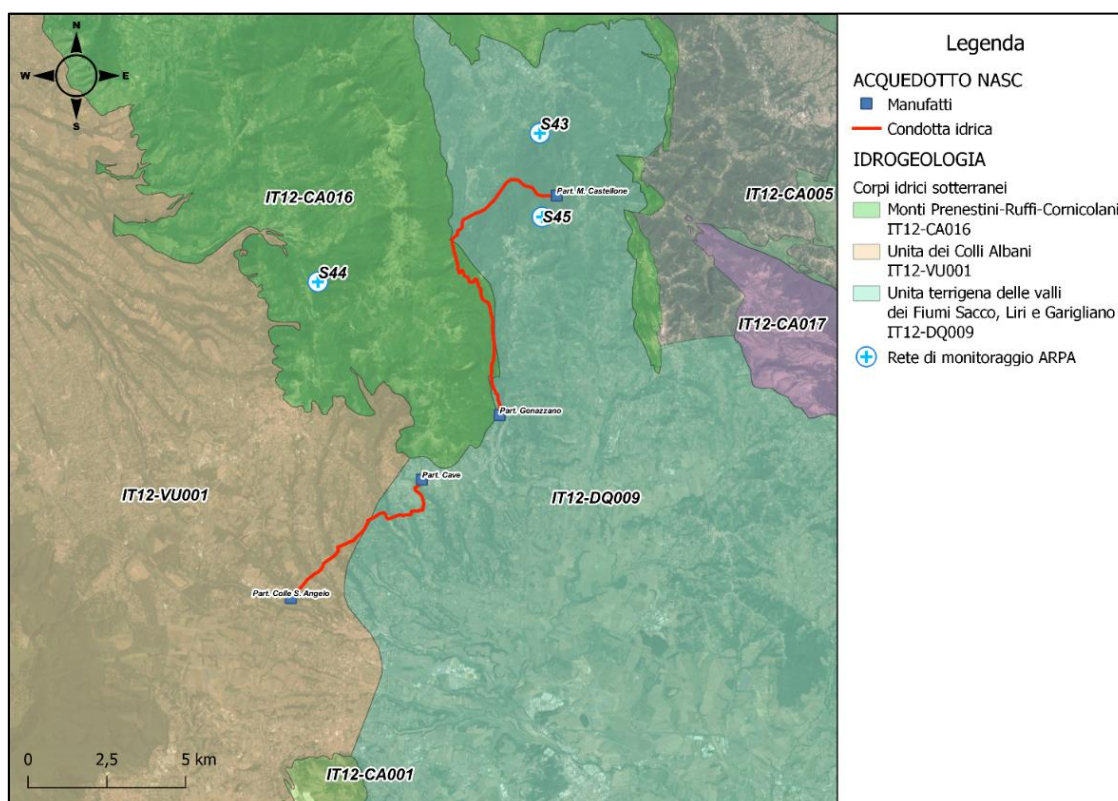 N
W
E
S
S43
Part. M. Castellone
IT12-CA016
IT12-CA005
S45
S44
IT12-CA017
Part. Genazzano
Part. Cave
IT12-VU001
IT12-DQ009
Part. Colle S. Angelo
0 2,5 5 km
IT12-CA001
Legenda
ACQUEDOTTO NASC
Manufatti
Condotta idrica
IDROGEOLOGIA
Corpi idrici sotterranei
Monti Prenestini-Ruffi-Cornicolani
IT12-CA016
Unita dei Colli Albani
IT12-VU001
Unita terrigena delle valli
dei Fiumi Sacco, Liri e Garigliano
IT12-DQ009
Rete di monitoraggio ARPA